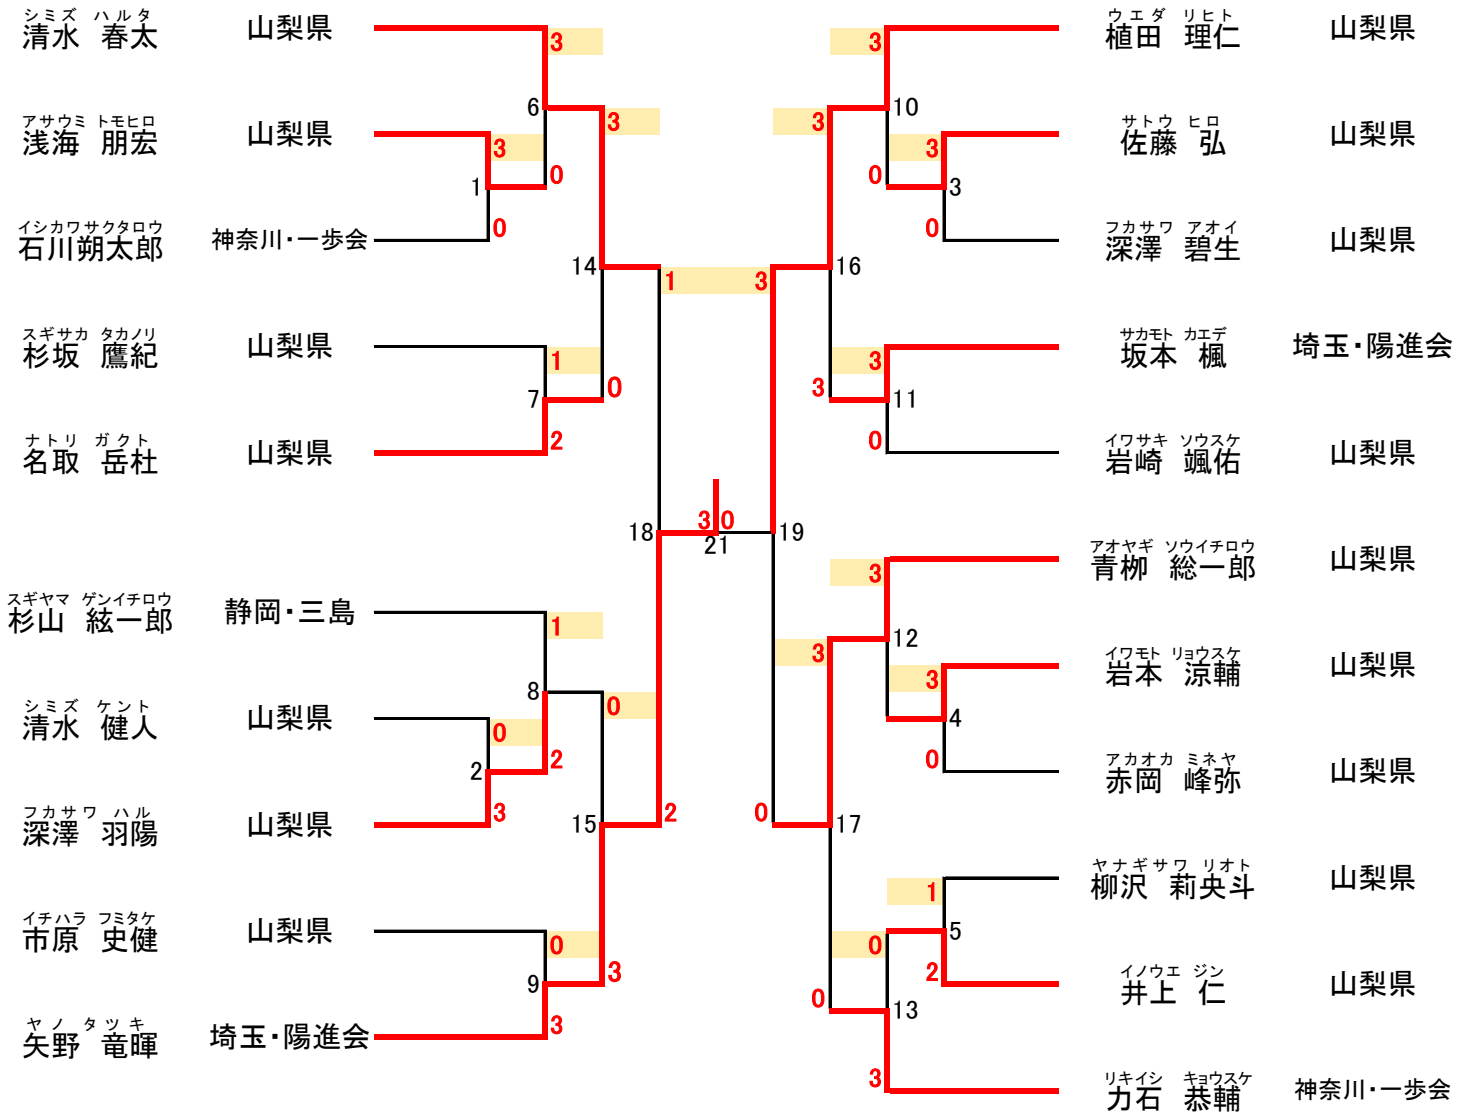 シミズ ハルタ
清水 春太 山梨県
3
6
3
アサウミ トモヒロ
浅海 朋宏 山梨県
3
1
0
0
イシカワサクタロウ
石川朔太郎 神奈川・一歩会
14
1
スギサカ タカノリ
杉坂 鷹紀 山梨県
1
7
0
2
ナトリ ガクト
名取 岳杜 山梨県
18
スギヤマ ゲンイチロウ
杉山 絃一郎 静岡・三島
1
8
0
シミズ ケント
清水 健人 山梨県
0
2
2
3
フカサワ ハル
深澤 羽陽 山梨県
15
2
イチハラ フミタケ
市原 史健 山梨県
0
9
3
3
ヤノ タツキ
矢野 竜暉 埼玉・陽進会
3 0
21
ウエダ リヒト
植田 理仁 山梨県
3
3
10
サトウ ヒロ
佐藤 弘 山梨県
3
0
3
0
フカサワ アオイ
深澤 碧生 山梨県
3
16
サカモト カエデ
坂本 楓 埼玉・陽進会
3
3
11
0
イワサキ ソウスケ
岩崎 颯佑 山梨県
19
アオヤギ ソウイチロウ
青栁 総一郎 山梨県
3
3
12
イワモト リョウスケ
岩本 涼輔 山梨県
3
4
0
アカオカ ミネヤ
赤岡 峰弥 山梨県
0
17
ヤナギサワ リオト
柳沢 莉央斗 山梨県
1
0
5
2
イノウエ ジン
井上 仁 山梨県
0
13
3
リキイシ キョウスケ
力石 恭輔 神奈川・一歩会